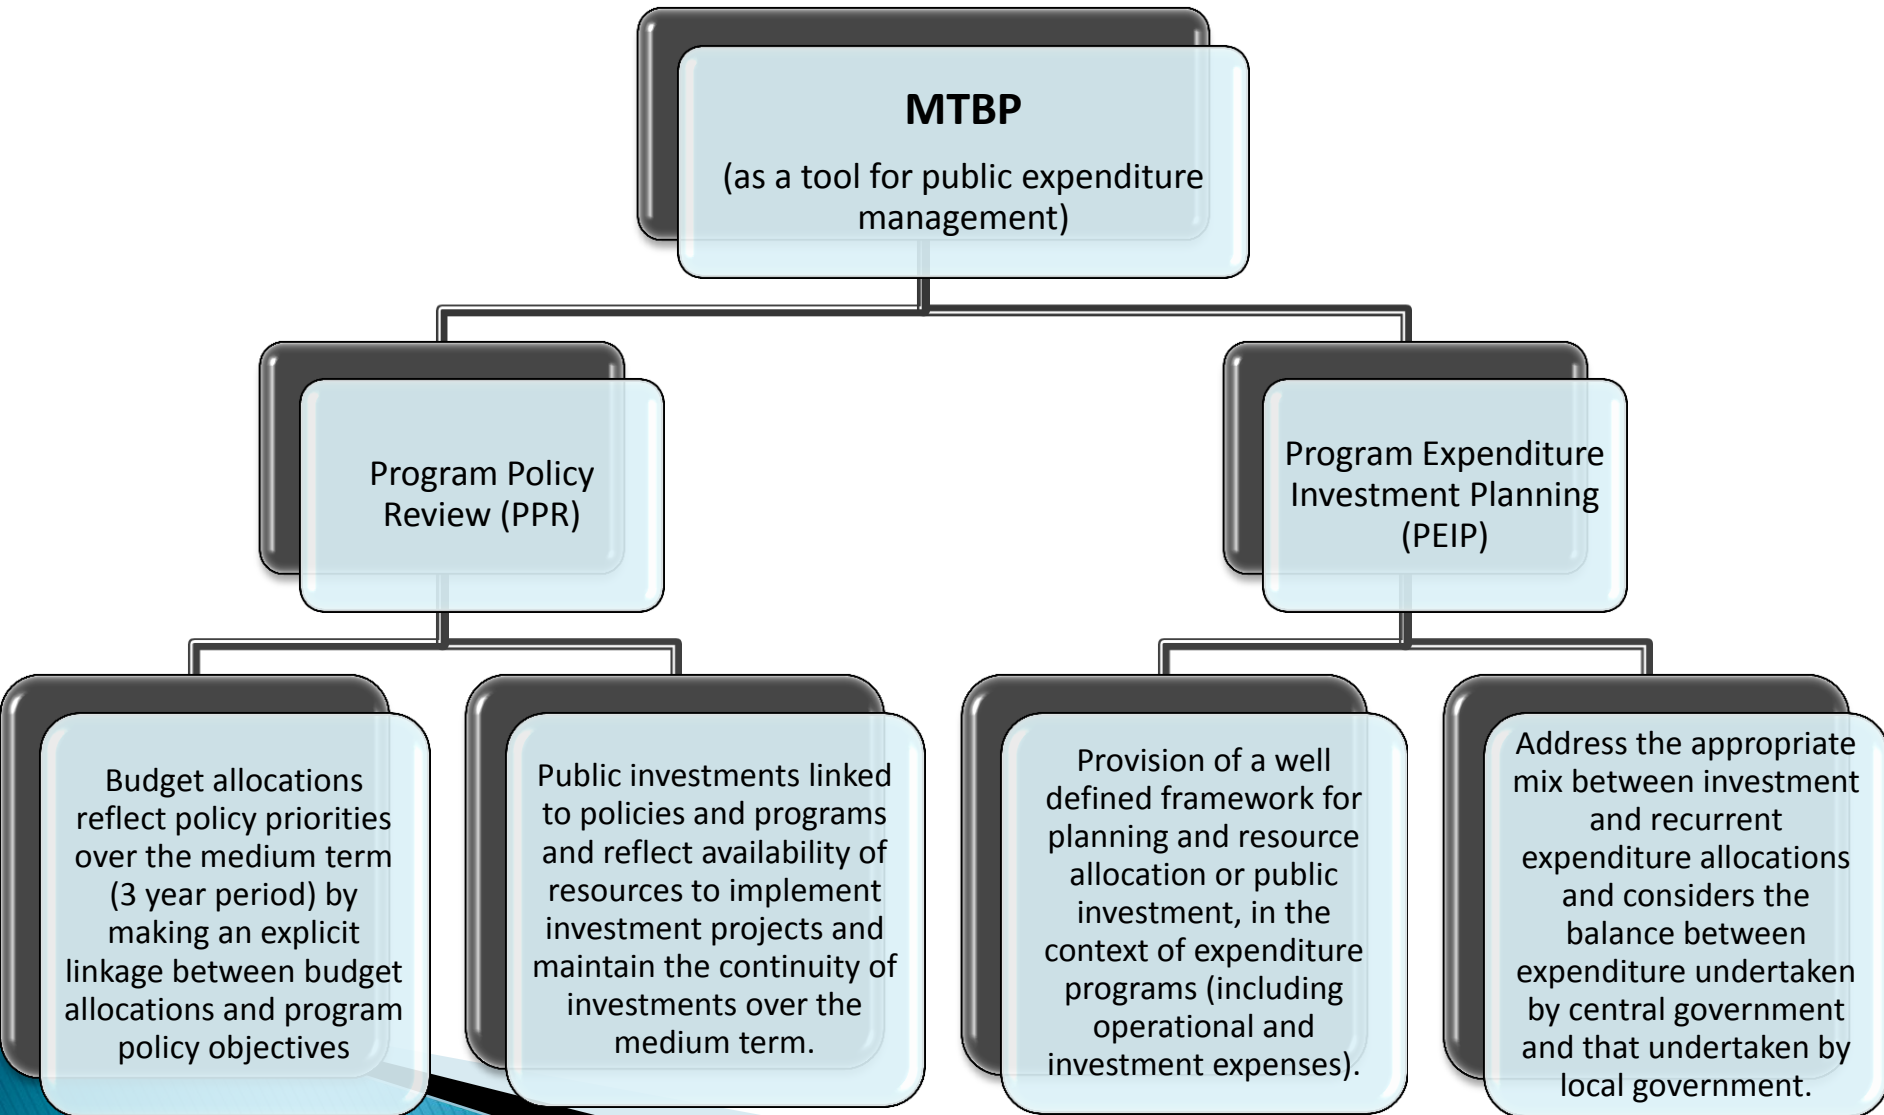 MTBP
(as a tool for public expenditure
management)
Program Policy
Review (PPR)
Program Expenditure
Investment Planning
(PEIP)
Budget allocations
reflect policy priorities
over the medium term
(3 year period) by
making an explicit
linkage between budget
allocations and program
policy objectives
Public investments linked
to policies and programs
and reflect availability of
resources to implement
investment projects and
maintain the continuity of
investments over the
medium term.
Provision of a well
defined framework for
planning and resource
allocation or public
investment, in the
context of expenditure
programs (including
operational and
investment expenses).
Address the appropriate
mix between investment
and recurrent
expenditure allocations
and considers the
balance between
expenditure undertaken
by central government
and that undertaken by
local government.